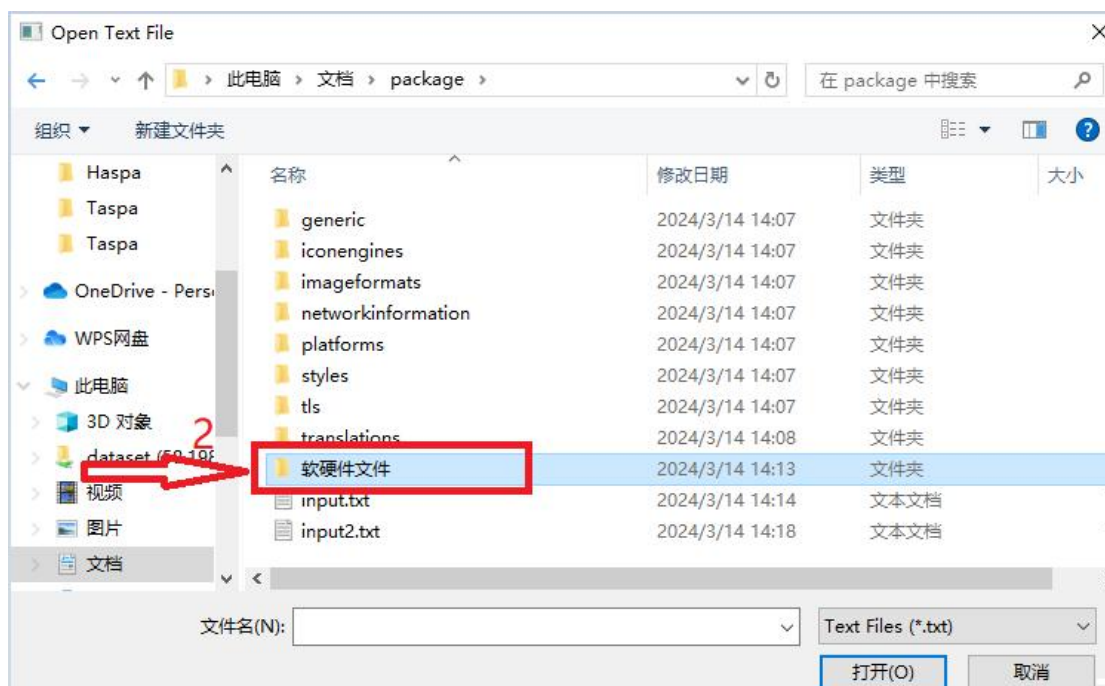 Open Text File
此电脑 › 文档 › package ›
在 package 中搜索
组织
新建文件夹
名称 修改日期 类型 大小
Haspa
Taspa
Taspa
OneDrive - Pers
WPS网盘
此电脑
3D 对象
dataset (
视频
图片
文档
generic 2024/3/14 14:07 文件夹
iconengines 2024/3/14 14:07 文件夹
imageformats 2024/3/14 14:07 文件夹
networkinformation 2024/3/14 14:07 文件夹
platforms 2024/3/14 14:07 文件夹
styles 2024/3/14 14:07 文件夹
tls 2024/3/14 14:07 文件夹
translations 2024/3/14 14:08 文件夹
软硬件文件 2024/3/14 14:13 文件夹
input.txt 2024/3/14 14:14 文本文档
input2.txt 2024/3/14 14:18 文本文档
2
文件名(N):
Text Files (*.txt)
打开(O)
取消